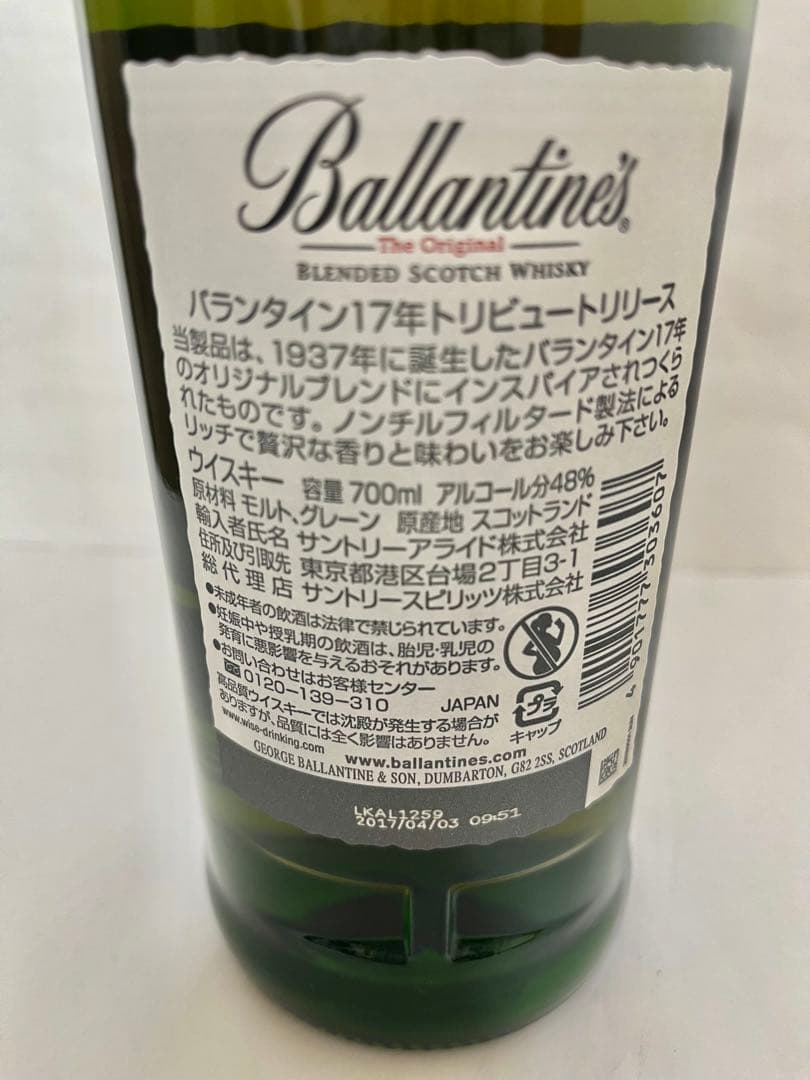 Ballantine's®
The Original
BLENDED SCOTCH WHISKY
バランタイン17年トリビュートリリース
当製品は、1937年に誕生したバランタイン17年
のオリジナルブレンドにインスパイアされつくら
れたものです。ノンチルフィルタード製法による
リッチで贅沢な香りと味わいをお楽しみ下さい。
ウイスキー 容量 700ml アルコール分48%
原材料 モルト、グレーン 原産地 スコットランド
輸入者氏名 サントリーアライド株式会社
住所及び引取先 東京都港区台場2丁目3-1
総代理店 サントリースピリッツ株式会社
●未成年者の飲酒は法律で禁じられています。
●妊娠中や授乳期の飲酒は、胎児・乳児の
発育に悪影響を与えるおそれがあります。
●お問い合わせはお客様センター
0120-139-310 JAPAN
高品質ウイスキーでは沈殿が発生する場合が
ありますが、品質には全く影響はありません。
プラ
キャップ
4 901777 303607
www.wise-drinking.com www.ballantines.com
GEORGE BALLANTINE & SON, DUMBARTON, G82 2SS, SCOTLAND
LKAL1259
2017/04/03 09:51